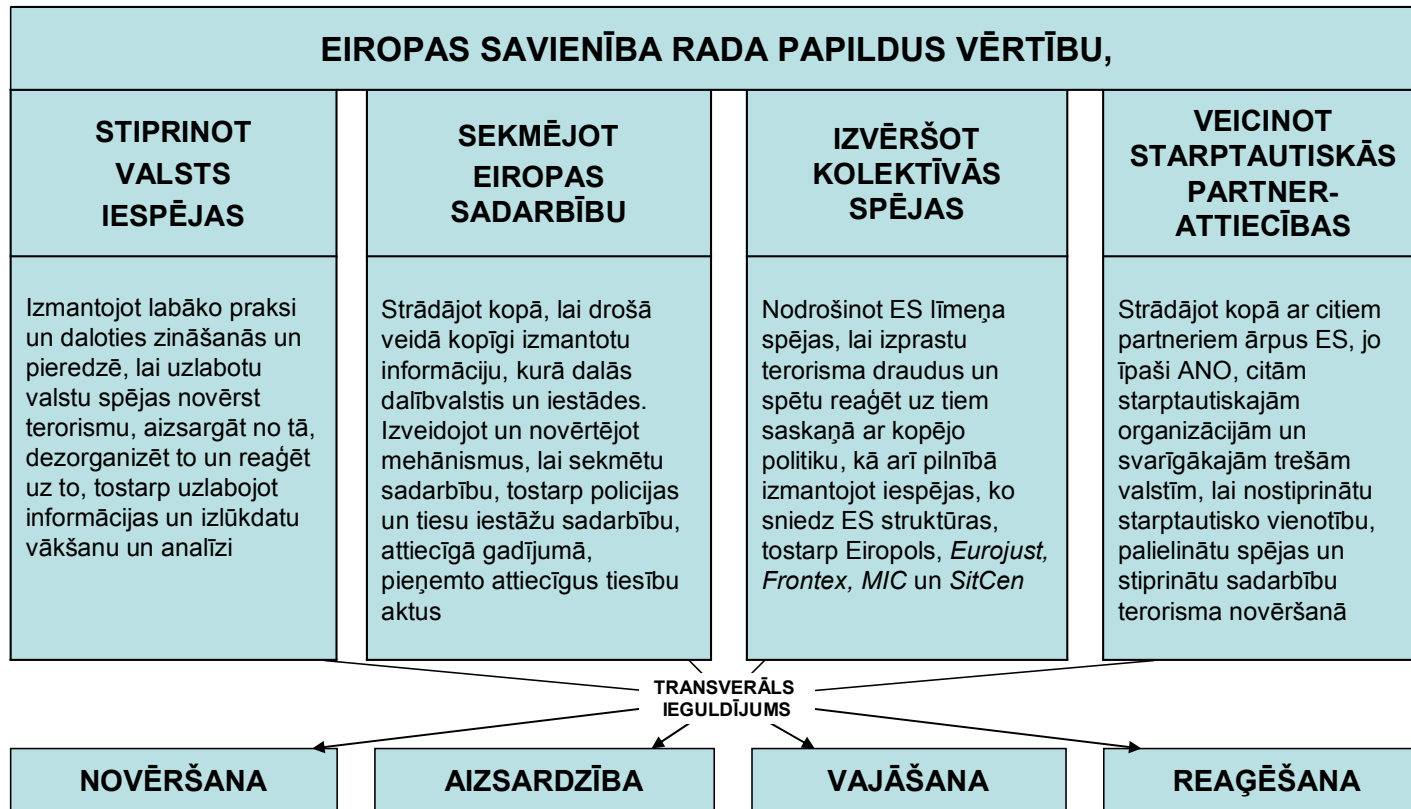 EIROPAS SAVIENĪBA RADA PAPILDUS VĒRTĪBU,
STIPRINOT
VALSTS
IESPĒJAS
Izmantojot labāko praksi
un daloties zināšanās un
pieredzē, lai uzlabotu
valstu spējas novērst
terorismu, aizsargāt no tā,
dezorganizēt to un reaģēt
uz to, tostarp uzlabojot
informācijas un izlūkdatu
vākšanu un analīzi
SEKMĒJOT
EIROPAS
SADARBĪBU
Strādājot kopā, lai drošā
veidā kopīgi izmantotu
informāciju, kurā dalās
dalībvalstis un iestādes.
Izveidojot un novērtējot
mehānismus, lai sekmētu
sadarbību, tostarp policijas
un tiesu iestāžu sadarbību,
attiecīgā gadījumā,
pieņemto attiecīgus tiesību
aktus
IZVĒRŠOT
KOLEKTĪVĀS
SPĒJAS
Nodrošinot ES līmeņa
spējas, lai izprastu
terorisma draudus un
spētu reaģēt uz tiem
saskaņā ar kopējo
politiku, kā arī pilnībā
izmantojot iespējas, ko
sniedz ES struktūras,
tostarp Eiropols, Eurojust,
Frontex, MIC un SitCen
VEICINOT
STARPTAUTISKĀS
PARTNER-
ATTIECĪBAS
Strādājot kopā ar citiem
partneriem ārpus ES, jo
īpaši ANO, citām
starptautiskajām
organizācijām un
svarīgākajām trešām
valstīm, lai nostiprinātu
starptautisko vienotību,
palielinātu spējas un
stiprinātu sadarbību
terorisma novēršanā
TRANSVERĀLS
IEGULDĪJUMS
NOVĒRŠANA
AIZSARDZĪBA
VAJĀŠANA
REAĢĒŠANA